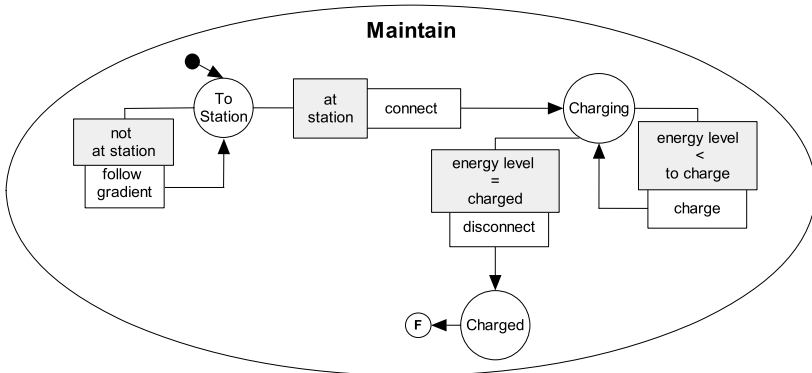 Maintain
To
Station
at
station
connect
Charging
not
at station
follow
gradient
energy level
=
charged
disconnect
energy level
<
to charge
charge
F
Charged